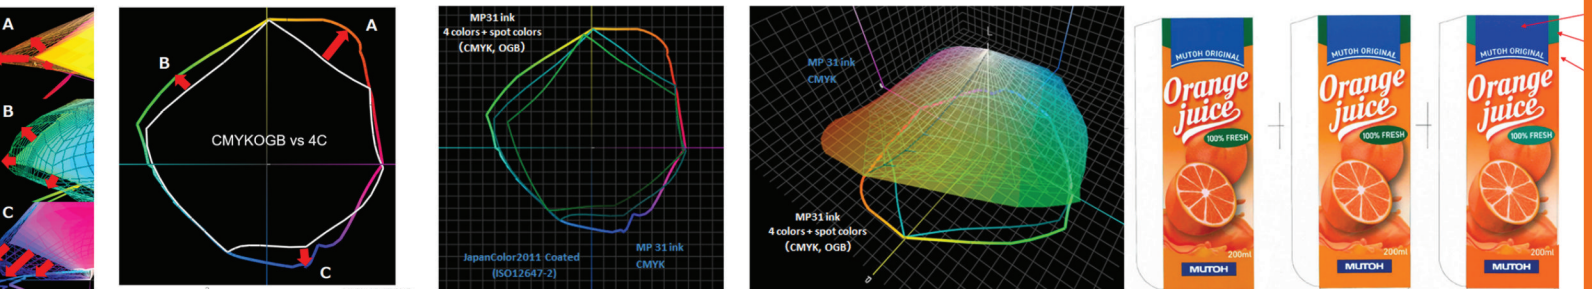 A
B
C
A
B
CMYKOGB vs 4C
C
MP31 ink
4 colors + spot colors
(CMYK, OGB)
JapanColor2011 Coated
(ISO12647-2)
MP 31 ink
CMYK
L
MP 31 ink
CMYK
MP31 ink
4 colors + spot colors
(CMYK, OGB)
MUTOH ORIGINAL
Orange
juice
100% FRESH
200ml
MUTOH
MUTOH ORIGINAL
Orange
juice
100% FRESH
200ml
MUTOH
MUTOH ORIGINAL
Orange
juice
100% FRESH
200ml
MUTOH